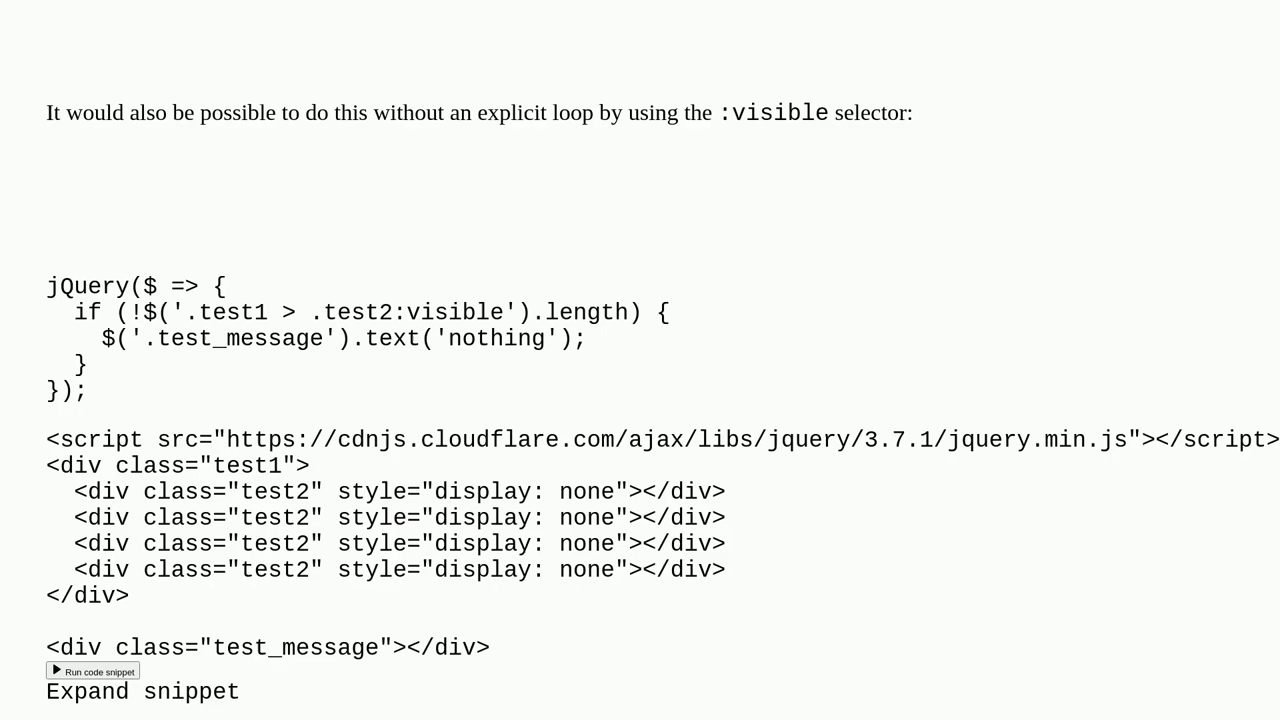 It would also be possible to do this without an explicit loop by using the :visible selector:
jQuery($ => {
  if (!$('.test1 > .test2:visible').length) {
    $('.test_message').text('nothing');
  }
});
<script src="https://cdnjs.cloudflare.com/ajax/libs/jquery/3.7.1/jquery.min.js"></script>
<div class="test1">
  <div class="test2" style="display: none"></div>
  <div class="test2" style="display: none"></div>
  <div class="test2" style="display: none"></div>
  <div class="test2" style="display: none"></div>
</div>
<div class="test_message"></div>
Run code snippet
Expand snippet